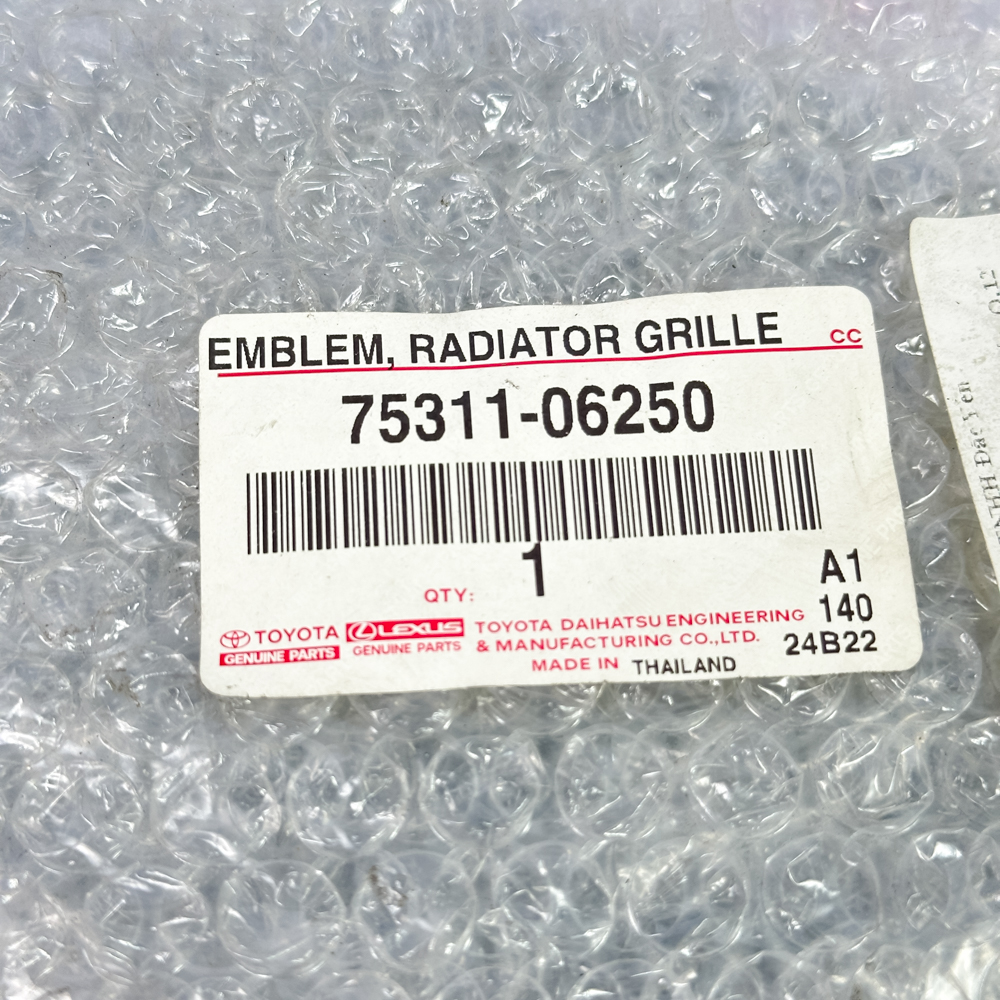 EMBLEM, RADIATOR GRILLE CC
75311-06250
QTY: 1
A1
140
24B22
TOYOTA
GENUINE PARTS
LEXUS
GENUINE PARTS
TOYOTA DAIHATSU ENGINEERING
& MANUFACTURING CO.,LTD.
MADE IN THAILAND